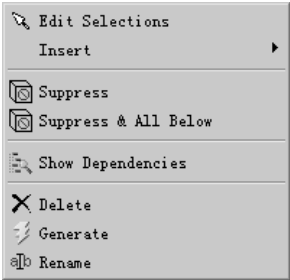 Edit Selections
Insert
Suppress
Suppress & All Below
Show Dependencies
Delete
Generate
Rename